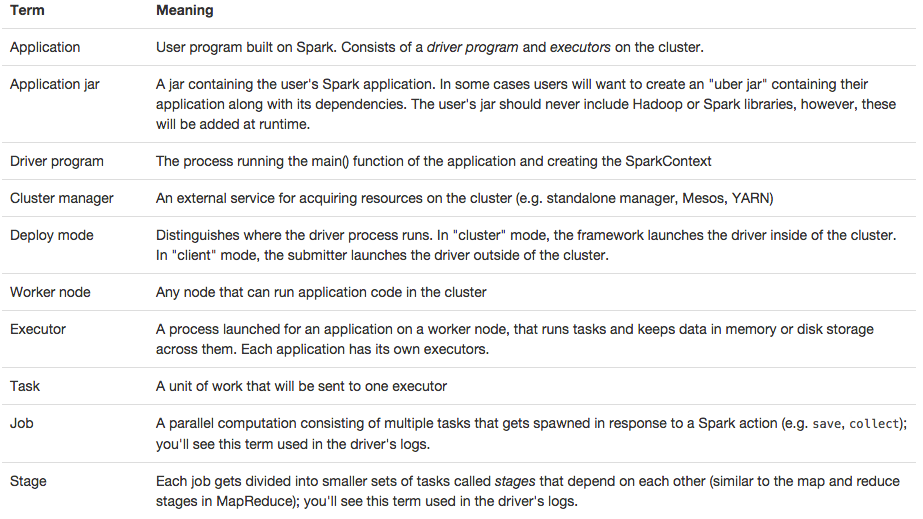 Term Meaning
Application User program built on Spark. Consists of a driver program and executors on the cluster.
Application jar A jar containing the user's Spark application. In some cases users will want to create an "uber jar" containing their
application along with its dependencies. The user's jar should never include Hadoop or Spark libraries, however, these
will be added at runtime.
Driver program The process running the main() function of the application and creating the SparkContext
Cluster manager An external service for acquiring resources on the cluster (e.g. standalone manager, Mesos, YARN)
Deploy mode Distinguishes where the driver process runs. In "cluster" mode, the framework launches the driver inside of the cluster.
In "client" mode, the submitter launches the driver outside of the cluster.
Worker node Any node that can run application code in the cluster
Executor A process launched for an application on a worker node, that runs tasks and keeps data in memory or disk storage
across them. Each application has its own executors.
Task A unit of work that will be sent to one executor
Job A parallel computation consisting of multiple tasks that gets spawned in response to a Spark action (e.g. save, collect);
you'll see this term used in the driver's logs.
Stage Each job gets divided into smaller sets of tasks called stages that depend on each other (similar to the map and reduce
stages in MapReduce); you'll see this term used in the driver's logs.